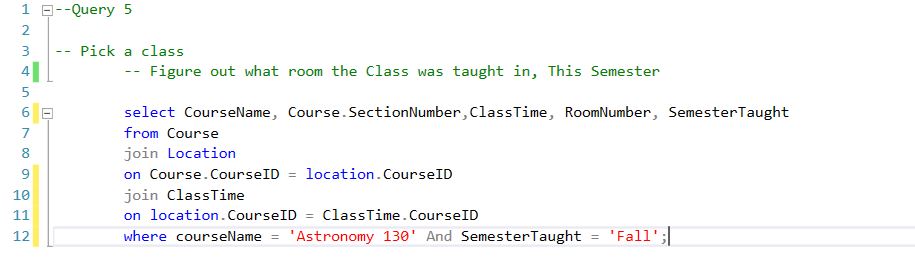 1 --Query 5
2
3 -- Pick a class
4 -- Figure out what room the Class was taught in, This Semester
5
6 select CourseName, Course.SectionNumber,ClassTime, RoomNumber, SemesterTaught
7 from Course
8 join Location
9 on Course.CourseID = location.CourseID
10 join ClassTime
11 on location.CourseID = ClassTime.CourseID
12 where courseName = 'Astronomy 130' And SemesterTaught = 'Fall';